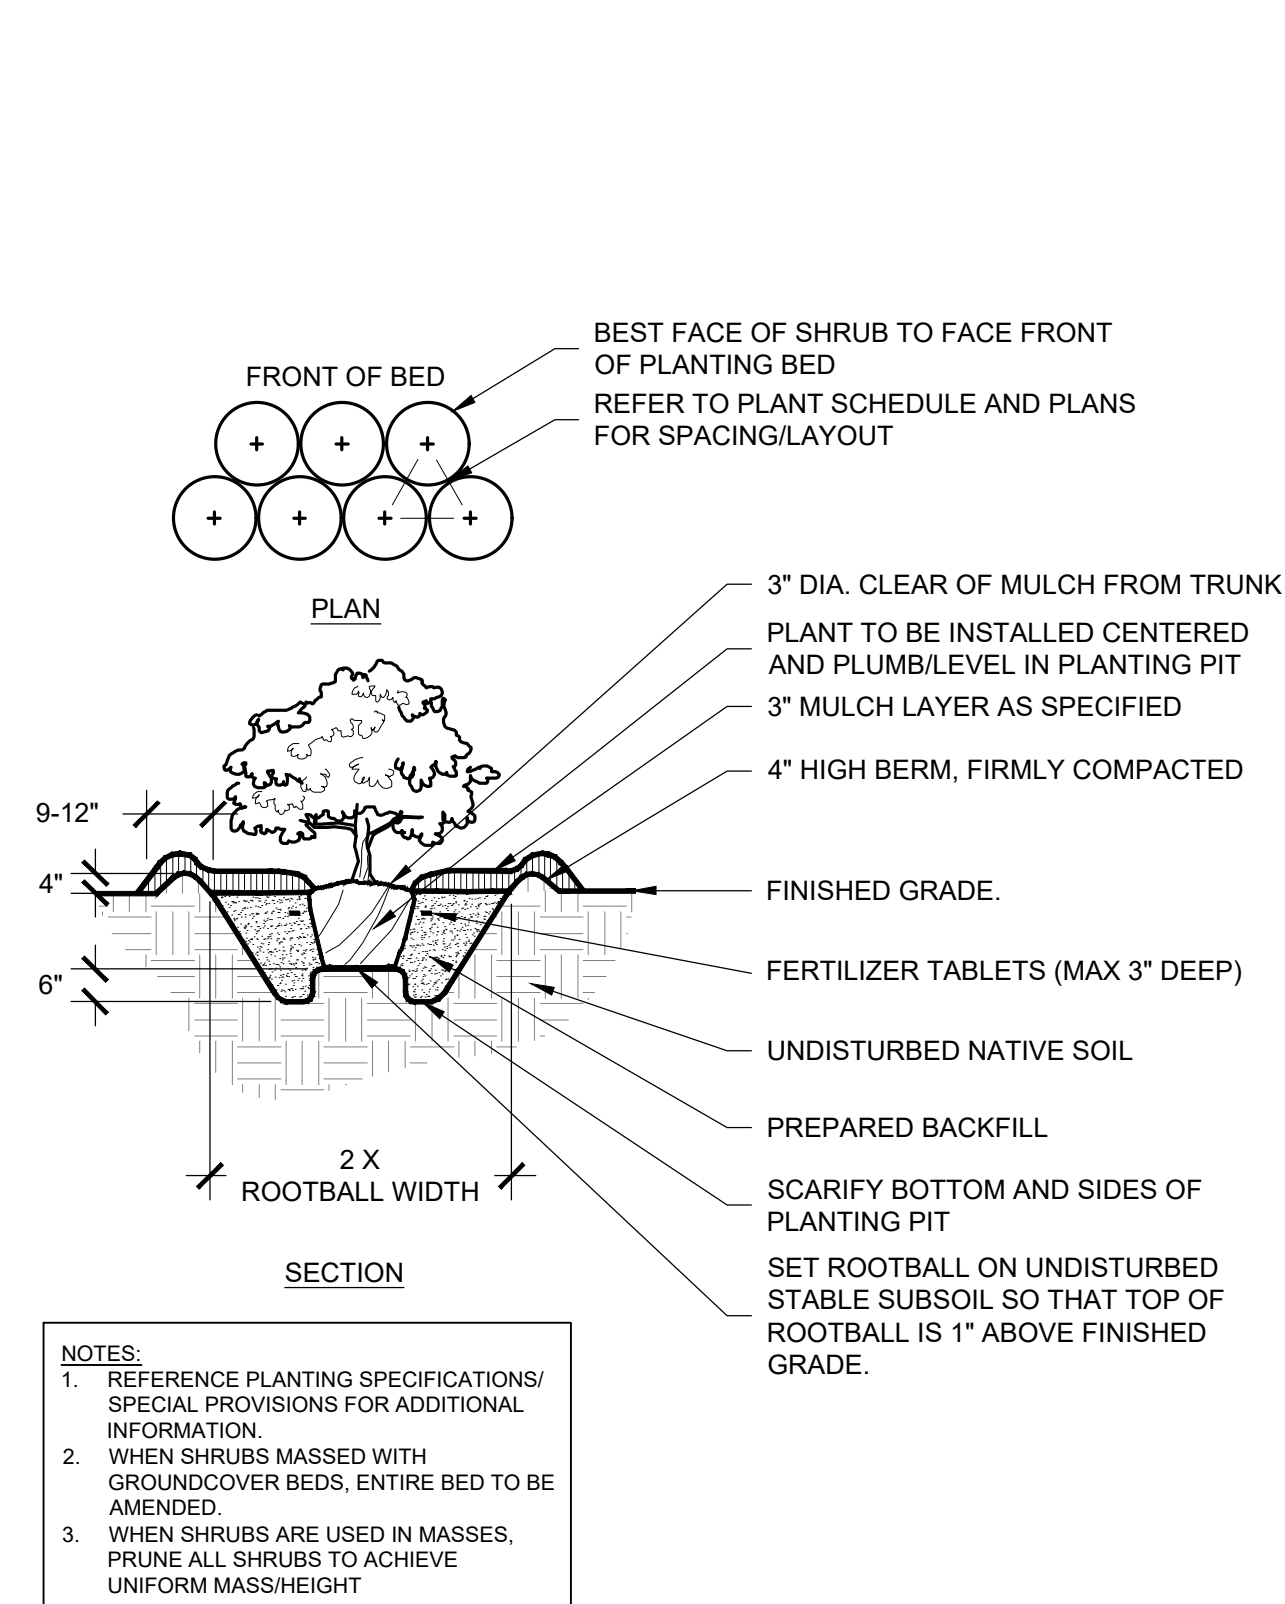 BEST FACE OF SHRUB TO FACE FRONT
OF PLANTING BED
FRONT OF BED
REFER TO PLANT SCHEDULE AND PLANS
FOR SPACING/LAYOUT
PLAN
3" DIA. CLEAR OF MULCH FROM TRUNK
PLANT TO BE INSTALLED CENTERED
AND PLUMB/LEVEL IN PLANTING PIT
3" MULCH LAYER AS SPECIFIED
4" HIGH BERM, FIRMLY COMPACTED
9-12"
4"
FINISHED GRADE.
6"
FERTILIZER TABLETS (MAX 3" DEEP)
UNDISTURBED NATIVE SOIL
PREPARED BACKFILL
2 X
ROOTBALL WIDTH
SCARIFY BOTTOM AND SIDES OF
PLANTING PIT
SECTION
SET ROOTBALL ON UNDISTURBED
STABLE SUBSOIL SO THAT TOP OF
ROOTBALL IS 1" ABOVE FINISHED
GRADE.
NOTES:
1. REFERENCE PLANTING SPECIFICATIONS/
SPECIAL PROVISIONS FOR ADDITIONAL
INFORMATION.
2. WHEN SHRUBS MASSED WITH
GROUNDCOVER BEDS, ENTIRE BED TO BE
AMENDED.
3. WHEN SHRUBS ARE USED IN MASSES,
PRUNE ALL SHRUBS TO ACHIEVE
UNIFORM MASS/HEIGHT